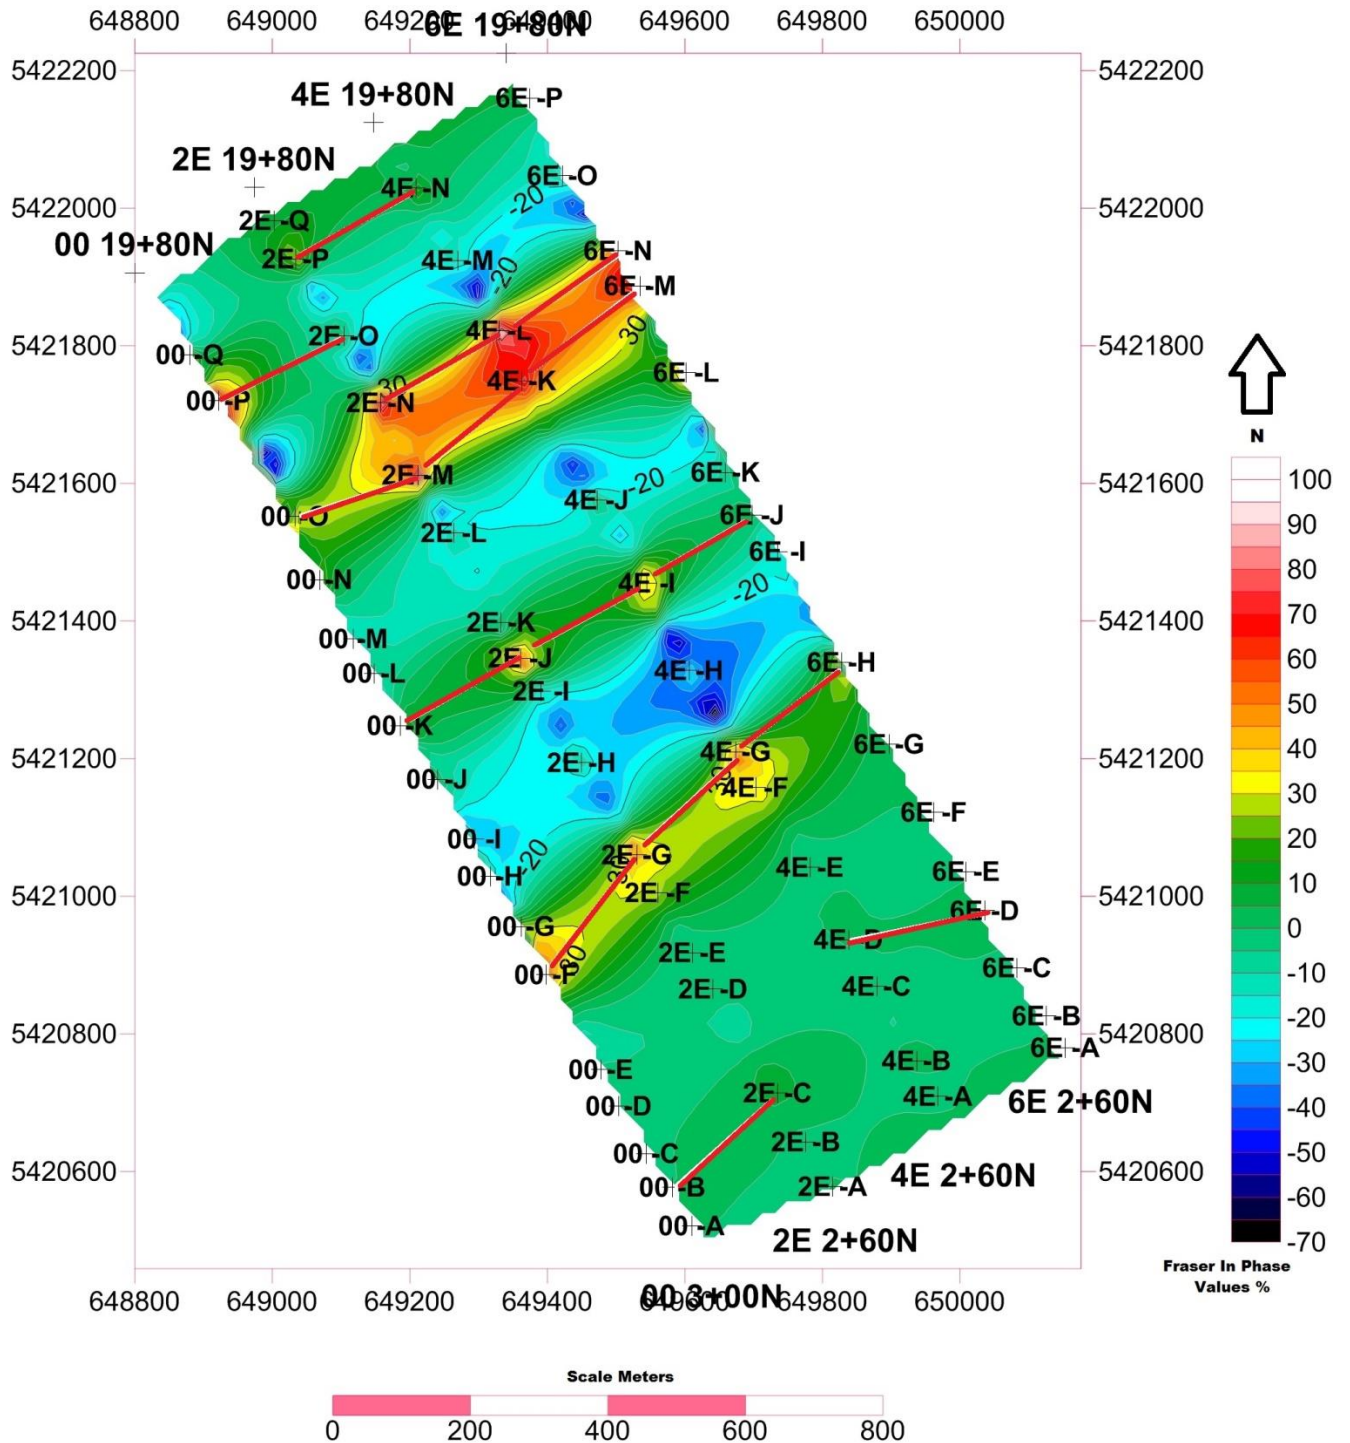 648800 649000 649200 649400 649600 649800 650000
6E 19+80N
5422200 5422200
4E 19+80N
6E -P
2E 19+80N
4E -N
6E -O
-20
5422000 5422000
2E -Q
00 19+80N
2E -P
4E -M
6E -N
-20
6E -M
4E -L
30
2E -O
5421800 5421800
00 -Q
6E -L
4E -K
30
00 -P
2E -N
2E -M
6E -K
5421600 5421600
-20
4E -J
00 -O
6E -J
2E -L
6E -I
00 -N
4E -I
-20
2E -K
5421400 5421400
00 -M
2E -J
6E -H
00 -L
4E -H
2E -I
00 -K
6E -G
4E -G
5421200 5421200
2E -H
00 -J
30
4E -F
6E -F
00 -I
-20
2E -G
30
4E -E
6E -E
00 -H
2E -F
5421000 5421000
6E -D
00 -G
4E -D
2E -E
30
00 -F
6E -C
2E -D
4E -C
6E -B
5420800 5420800
6E -A
4E -B
00 -E
2E -C
4E -A
6E 2+60N
00 -D
2E -B
00 -C
5420600 5420600
4E 2+60N
00 -B
2E -A
00 -A
2E 2+60N
00 3+00N
648800 649000 649200 649400 649600 649800 650000
N
100
90
80
70
60
50
40
30
20
10
0
-10
-20
-30
-40
-50
-60
-70
Fraser In Phase
Values %
Scale Meters
0 200 400 600 800